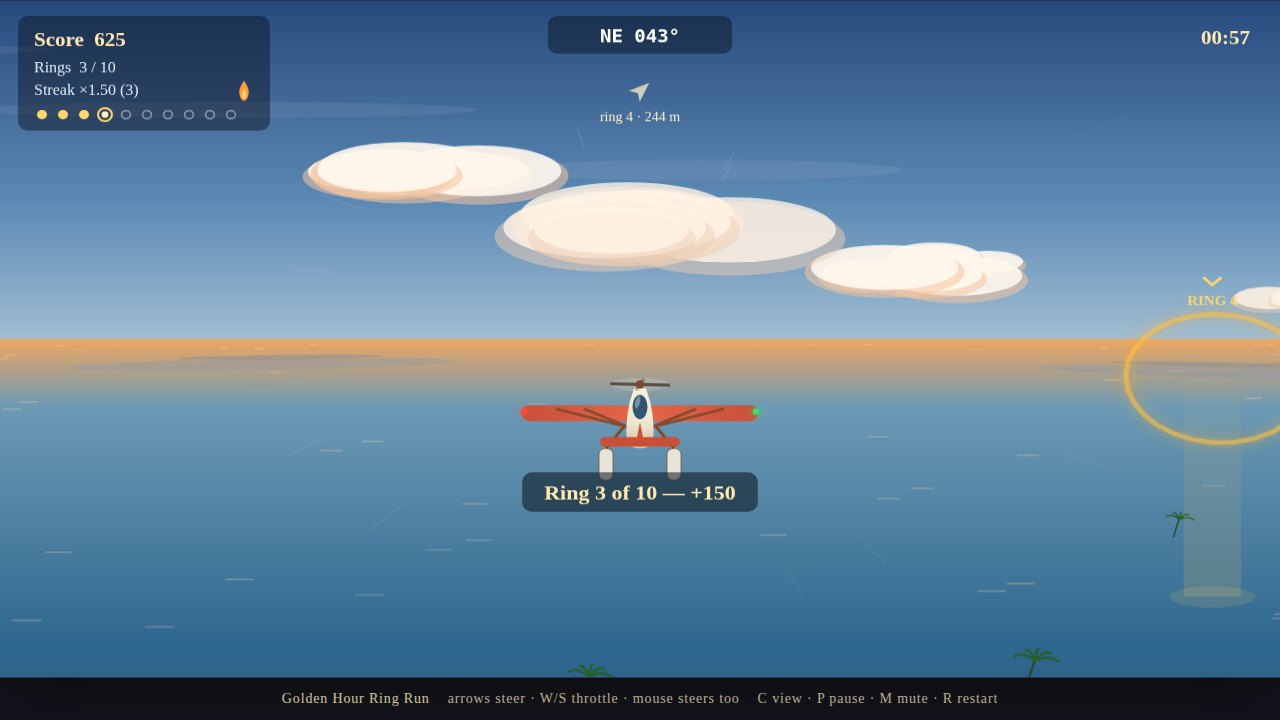 Score 625
Rings 3 / 10
Streak ×1.50 (3)
NE 043°
ring 4 · 244 m
00:57
RING 4
Ring 3 of 10 — +150
Golden Hour Ring Run arrows steer · W/S throttle · mouse steers too C view · P pause · M mute · R restart